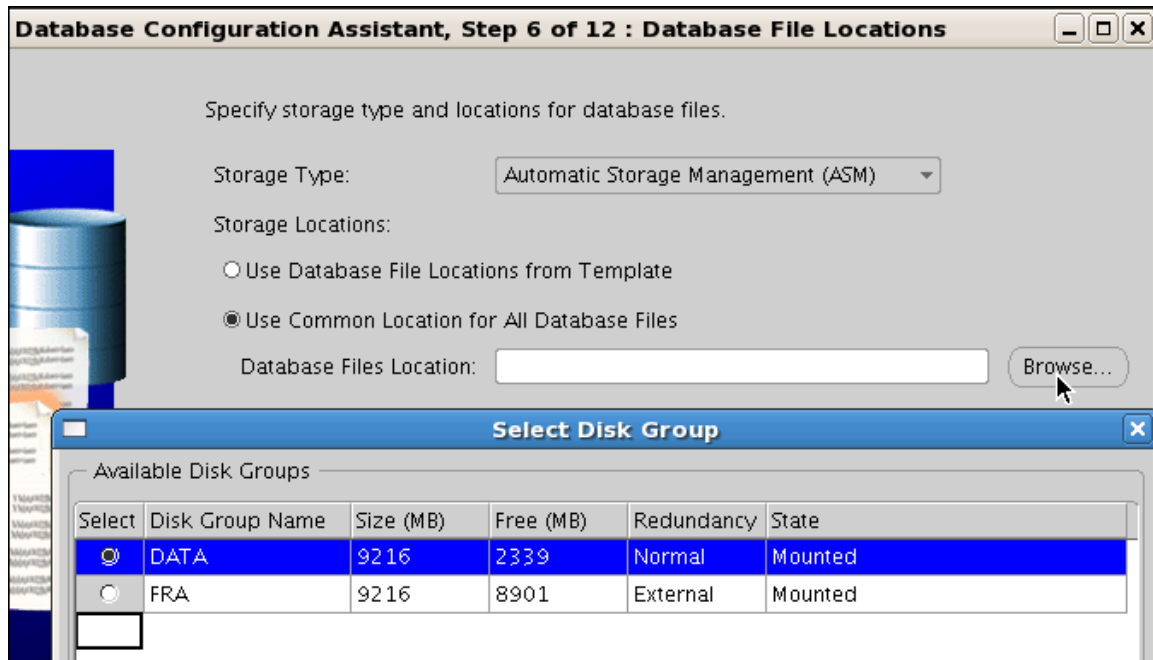 Database Configuration Assistant, Step 6 of 12 : Database File Locations
Specify storage type and locations for database files.
Storage Type: Automatic Storage Management (ASM)
Storage Locations:
Use Database File Locations from Template
Use Common Location for All Database Files
Database Files Location: Browse...
Select Disk Group
Available Disk Groups
Select Disk Group Name Size (MB) Free (MB) Redundancy State
DATA 9216 2339 Normal Mounted
FRA 9216 8901 External Mounted